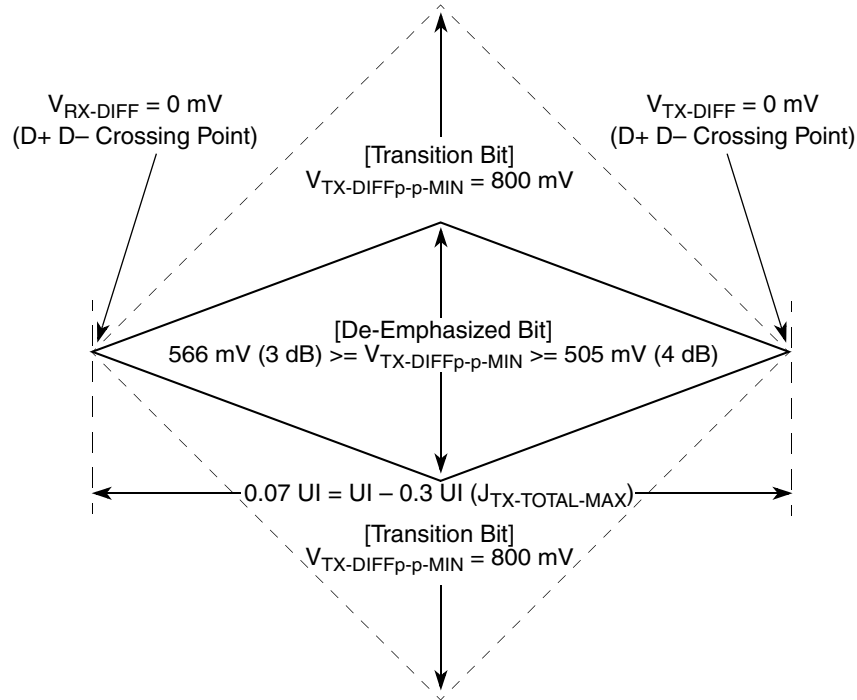 V_RX-DIFF = 0 mV
(D+ D– Crossing Point)
V_TX-DIFF = 0 mV
(D+ D– Crossing Point)
[Transition Bit]
V_TX-DIFFp-p-MIN = 800 mV
[De-Emphasized Bit]
566 mV (3 dB) >= V_TX-DIFFp-p-MIN >= 505 mV (4 dB)
0.07 UI = UI – 0.3 UI (J_TX-TOTAL-MAX)
[Transition Bit]
V_TX-DIFFp-p-MIN = 800 mV